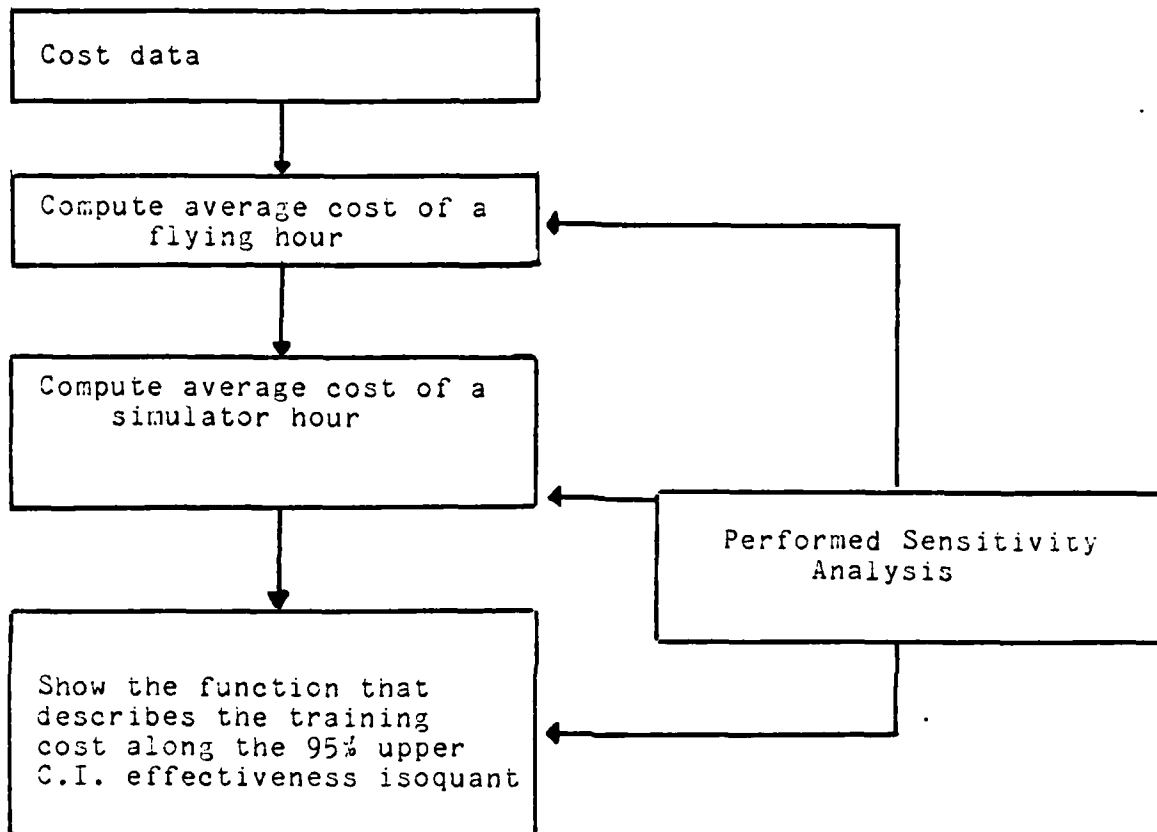 Cost data
Compute average cost of a
flying hour
Compute average cost of a
simulator hour
Performed Sensitivity
Analysis
Show the function that
describes the training
cost along the 95% upper
C.I. effectiveness isoquant